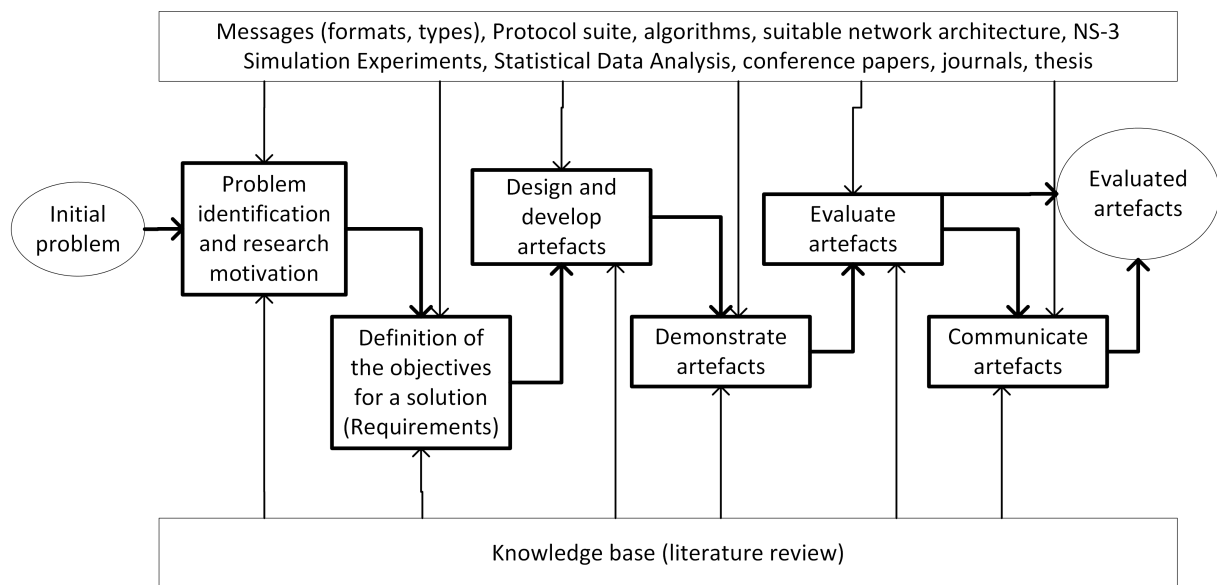 Messages (formats, types), Protocol suite, algorithms, suitable network architecture, NS-3
Simulation Experiments, Statistical Data Analysis, conference papers, journals, thesis
Initial
problem
Problem
identification
and research
motivation
Definition of
the objectives
for a solution
(Requirements)
Design and
develop
artefacts
Demonstrate
artefacts
Evaluate
artefacts
Communicate
artefacts
Evaluated
artefacts
Knowledge base (literature review)